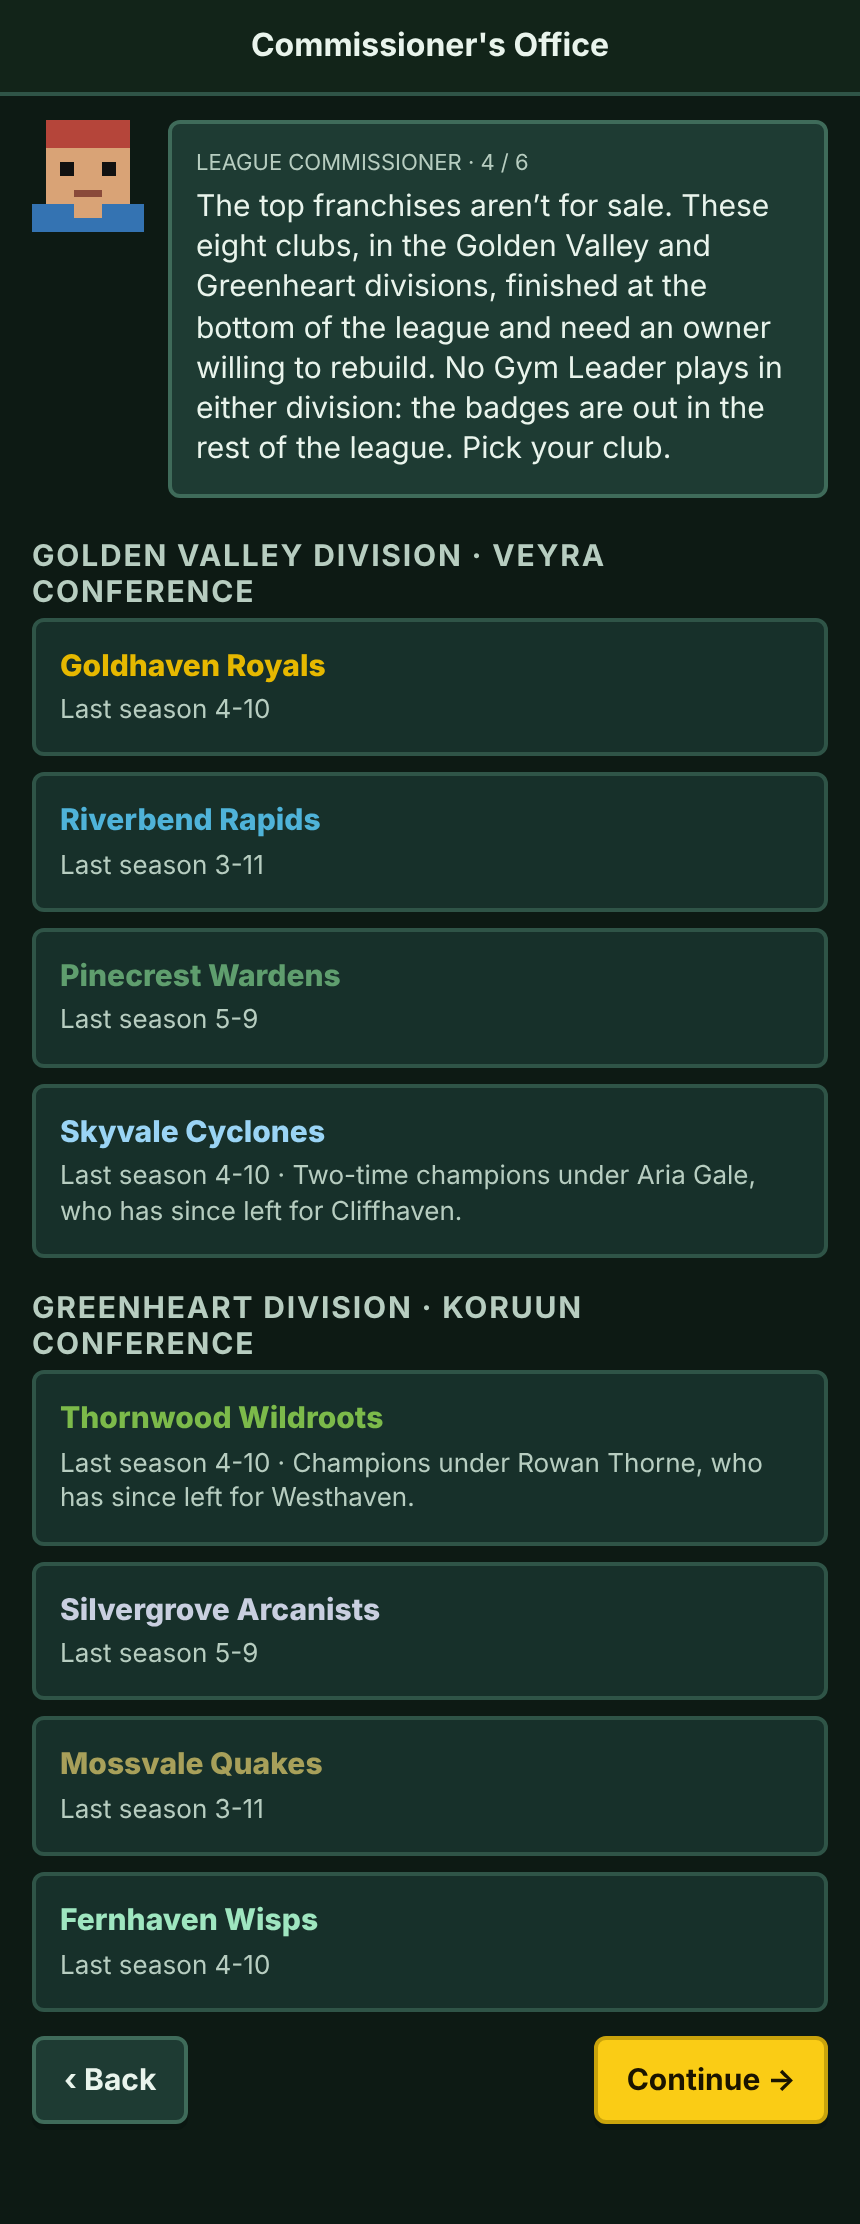 Commissioner's Office
LEAGUE COMMISSIONER · 4 / 6
The top franchises aren’t for sale. These
eight clubs, in the Golden Valley and
Greenheart divisions, finished at the
bottom of the league and need an owner
willing to rebuild. No Gym Leader plays in
either division: the badges are out in the
rest of the league. Pick your club.
GOLDEN VALLEY DIVISION · VEYRA
CONFERENCE
Goldhaven Royals
Last season 4-10
Riverbend Rapids
Last season 3-11
Pinecrest Wardens
Last season 5-9
Skyvale Cyclones
Last season 4-10 · Two-time champions under Aria Gale,
who has since left for Cliffhaven.
GREENHEART DIVISION · KORUUN
CONFERENCE
Thornwood Wildroots
Last season 4-10 · Champions under Rowan Thorne, who
has since left for Westhaven.
Silvergrove Arcanists
Last season 5-9
Mossvale Quakes
Last season 3-11
Fernhaven Wisps
Last season 4-10
‹ Back
Continue →